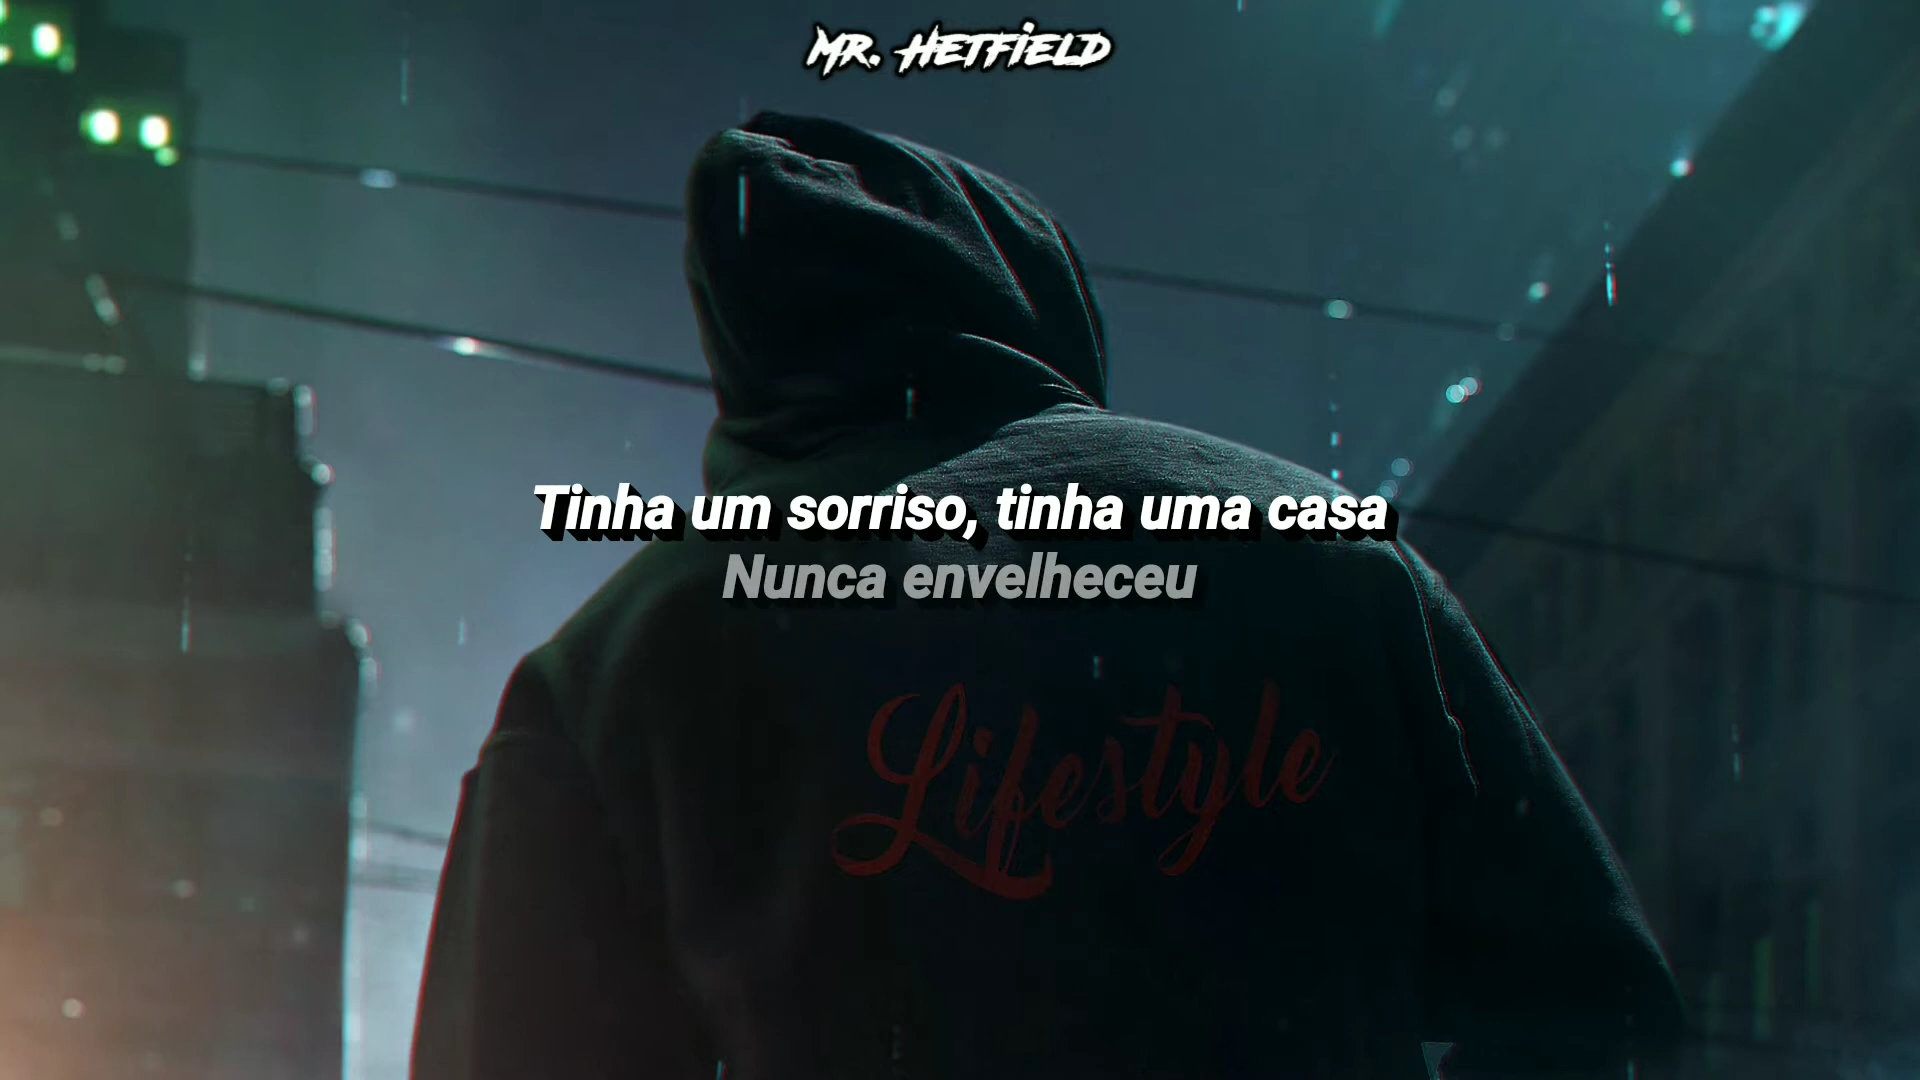 MR. HETFIELD
Tinha um sorriso, tinha uma casa
Nunca envelheceu
Lifestyle